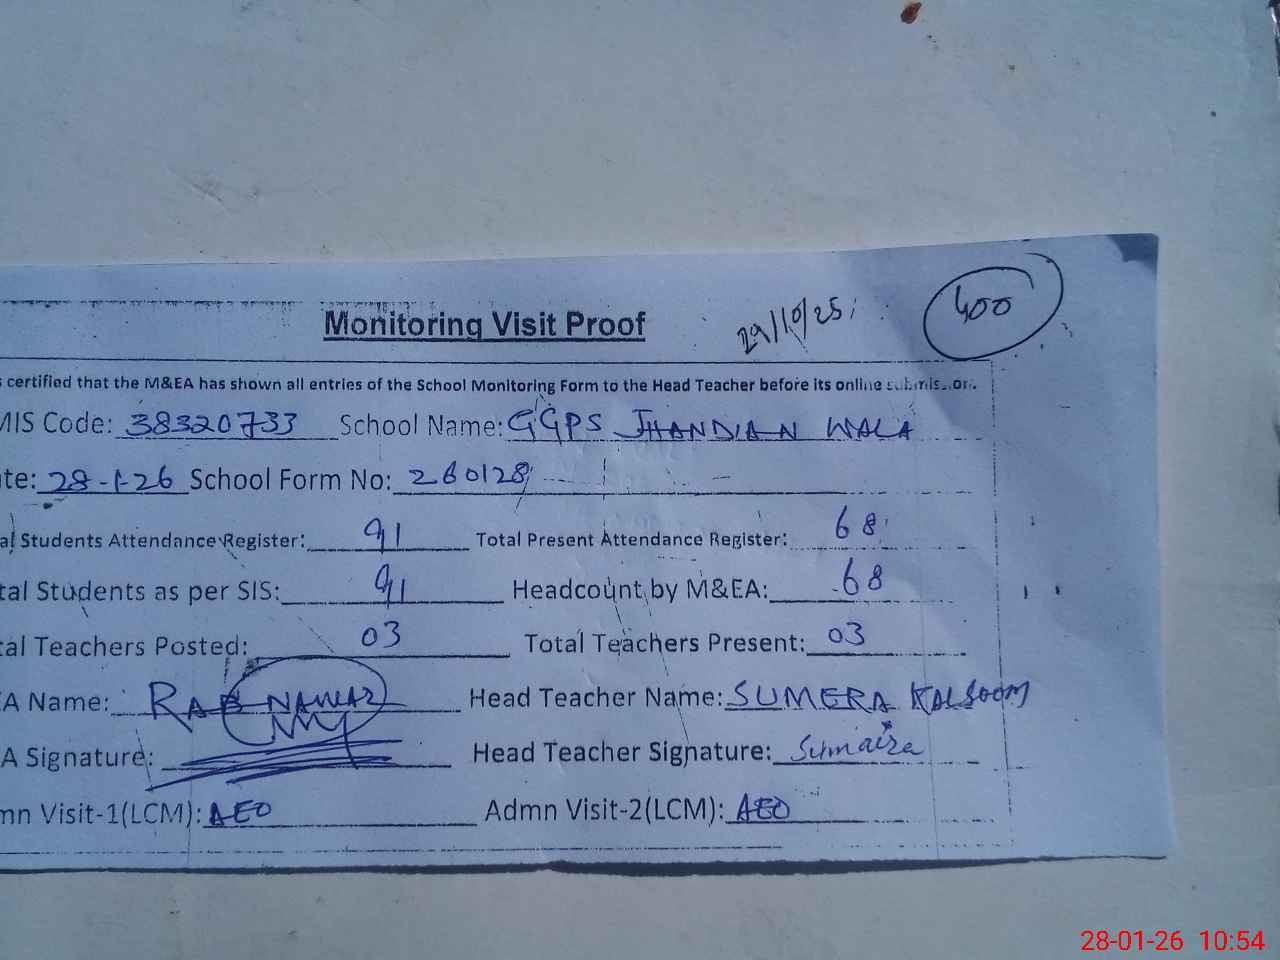 Monitoring Visit Proof 29/10/25 400
certified that the M&EA has shown all entries of the School Monitoring Form to the Head Teacher before its online submission.
MIS Code: 38320733 School Name: GGPS JHANDIAN WALA
te: 28-1-26 School Form No: 260128
al Students Attendance Register: 91 Total Present Attendance Register: 68
tal Students as per SIS: 91 Headcount by M&EA: 68
tal Teachers Posted: 03 Total Teachers Present: 03
A Name: RAB NAWAZ Head Teacher Name: SUMERA KALSOOM
A Signature: Head Teacher Signature: Sumaira
mn Visit-1(LCM): AEO Admn Visit-2(LCM): AEO
28-01-26 10:54